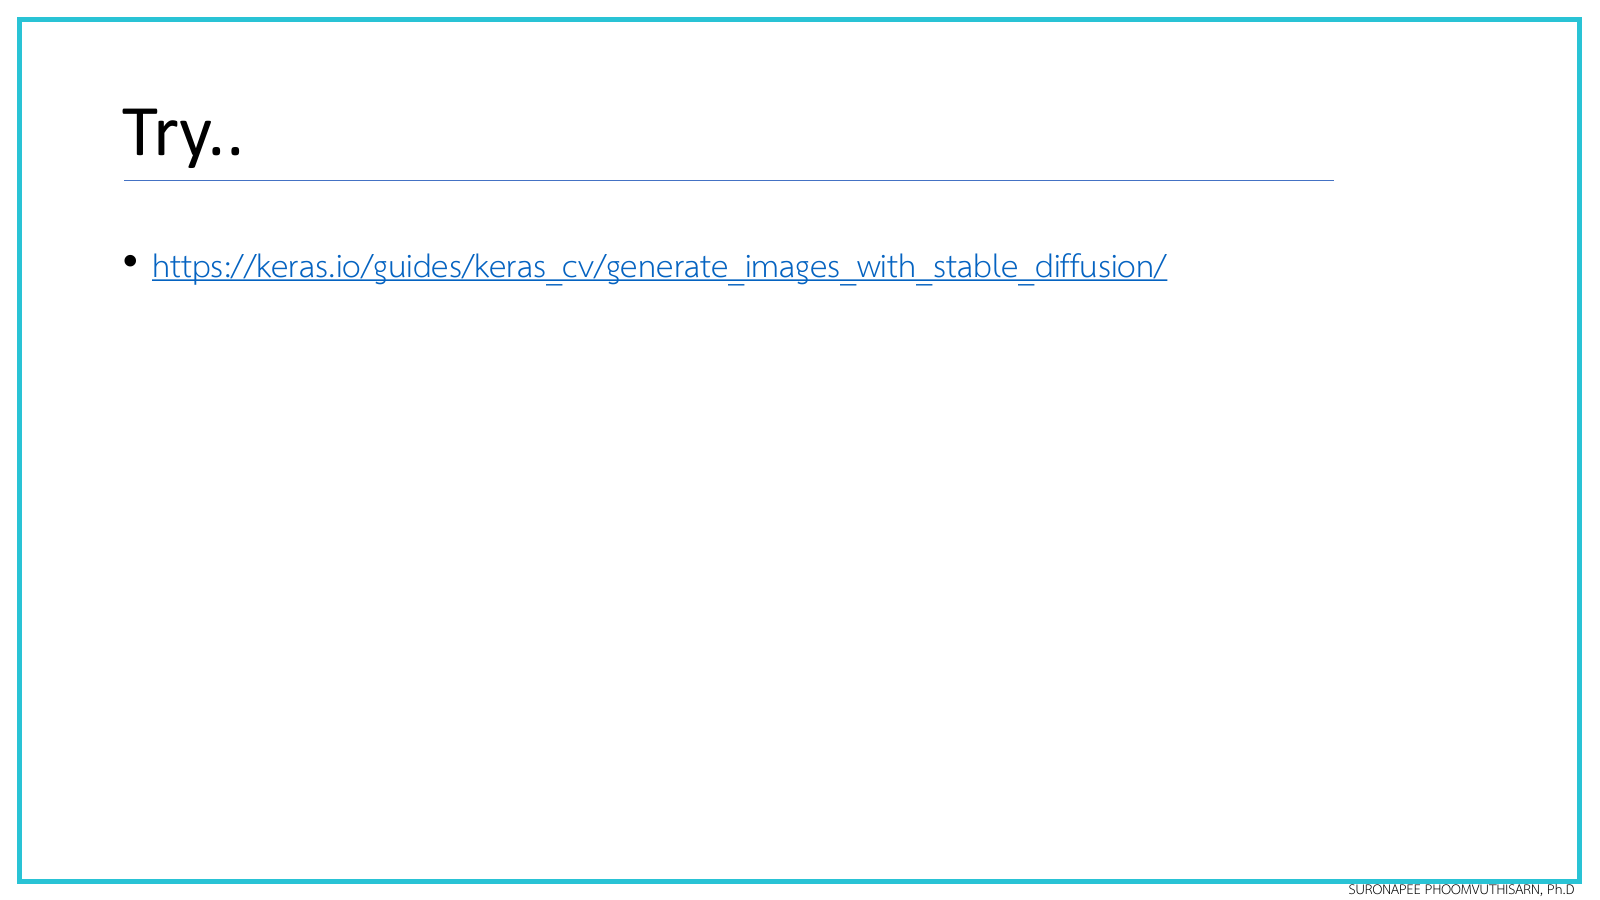 Try..
• https://keras.io/guides/keras_cv/generate_images_with_stable_diffusion/
SURONAPEE PHOOMVUTHISARN, Ph.D